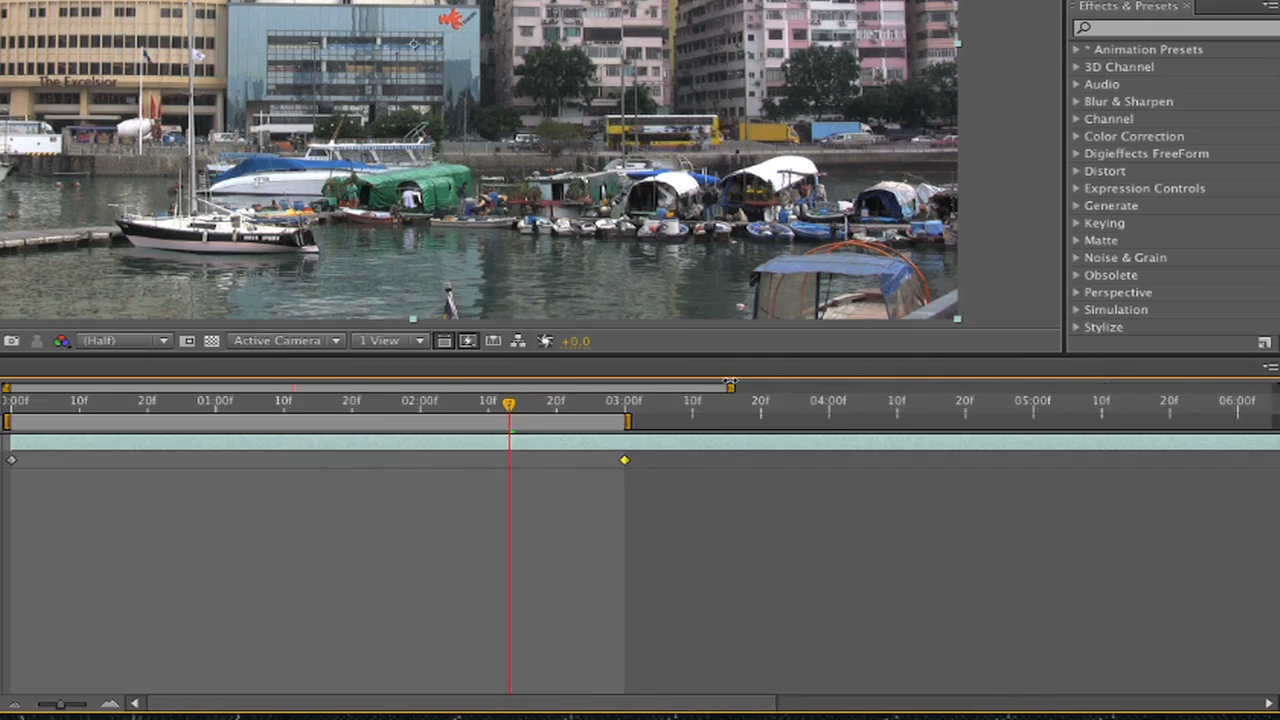 Effects & Presets
The Excelsior
* Animation Presets
3D Channel
Audio
Blur & Sharpen
Channel
Color Correction
Digieffects FreeForm
Distort
Expression Controls
Generate
Keying
Matte
Noise & Grain
Obsolete
Perspective
Simulation
Stylize
(Half)
Active Camera
1 View
+0.0
):00f 10f 20f 01:00f 10f 20f 02:00f 10f 20f 03:00f 10f 20f 04:00f 10f 20f 05:00f 10f 20f 06:00f